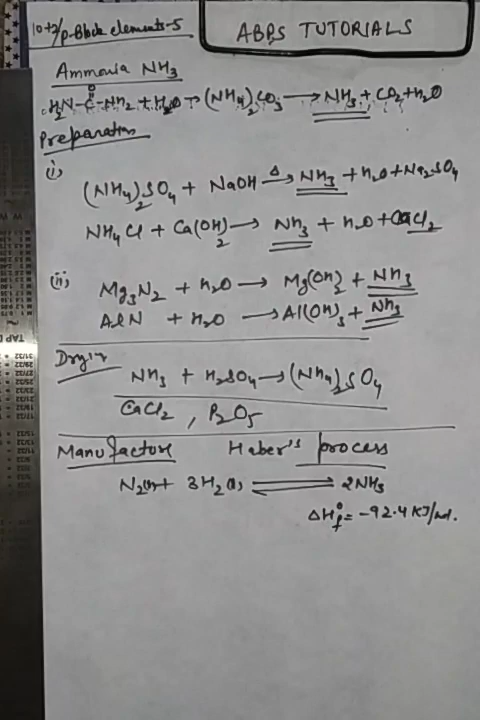 10+2/p-Block elements-5
ABPS TUTORIALS
Ammonia NH3
H2N-C-NH2 + H2O → (NH4)2CO3 → NH3 + CO2 + H2O
O
Preparation
(i)
(NH4)2SO4 + NaOH Δ→ NH3 + H2O + Na2SO4
NH4Cl + Ca(OH)2 → NH3 + H2O + CaCl2
(ii)
Mg3N2 + H2O → Mg(OH)2 + NH3
AlN + H2O → Al(OH)3 + NH3
Drying
NH3 + H2SO4 → (NH4)2SO4
CaCl2, P2O5
Manufacture Haber's process
N2 + 3H2 ⇌ 2NH3
ΔH°f = -92.4 KJ/mol.
TAP D